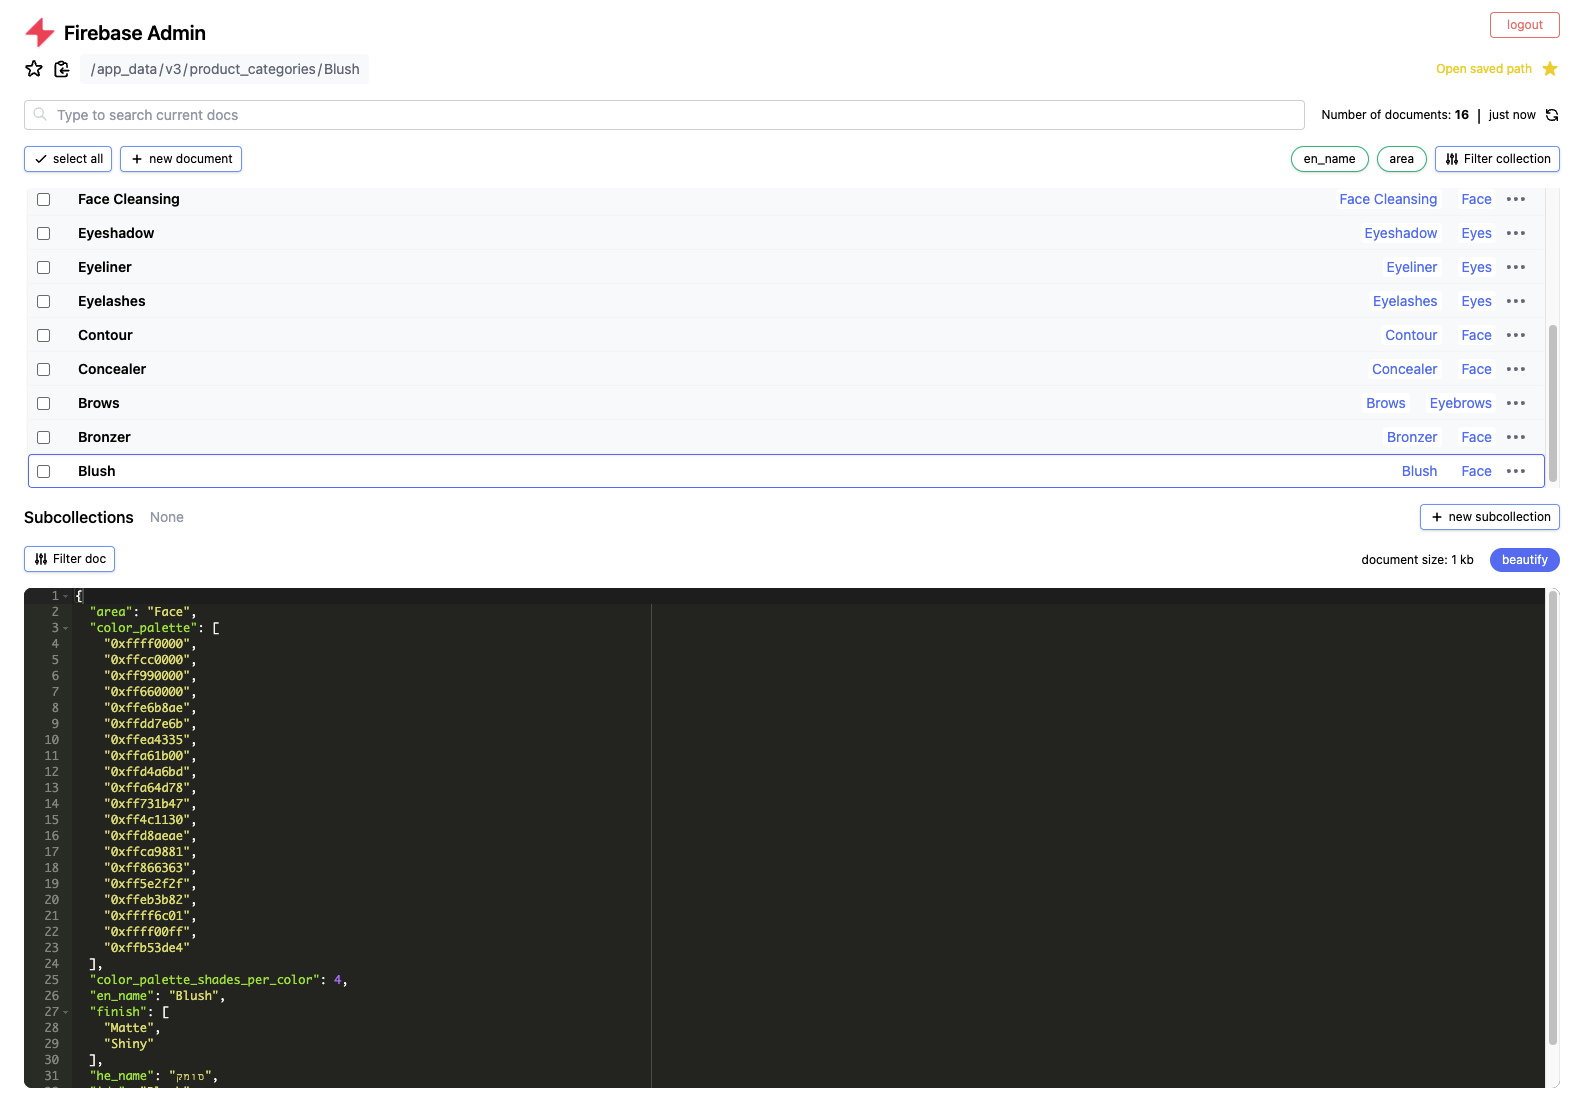 Firebase Admin
logout
/app_data/v3/product_categories/Blush
Open saved path
Type to search current docs
Number of documents: 16 | just now
select all
+ new document
en_name
area
Filter collection
Face Cleansing Face Cleansing Face •••
Eyeshadow Eyeshadow Eyes •••
Eyeliner Eyeliner Eyes •••
Eyelashes Eyelashes Eyes •••
Contour Contour Face •••
Concealer Concealer Face •••
Brows Brows Eyebrows •••
Bronzer Bronzer Face •••
Blush Blush Face •••
Subcollections None
+ new subcollection
Filter doc
document size: 1 kb
beautify
1 {
2 "area": "Face",
3 "color_palette": [
4 "0xffff0000",
5 "0xffcc0000",
6 "0xff990000",
7 "0xff660000",
8 "0xffe6b8ae",
9 "0xffdd7e6b",
10 "0xffea4335",
11 "0xffa61b00",
12 "0xffd4a6bd",
13 "0xffa64d78",
14 "0xff731b47",
15 "0xff4c1130",
16 "0xffd8aeae",
17 "0xffca9881",
18 "0xff866363",
19 "0xff5e2f2f",
20 "0xffeb3b82",
21 "0xffff6c01",
22 "0xffff00ff",
23 "0xffb53de4"
24 ],
25 "color_palette_shades_per_color": 4,
26 "en_name": "Blush",
27 "finish": [
28 "Matte",
29 "Shiny"
30 ],
31 "he_name": "סומק",